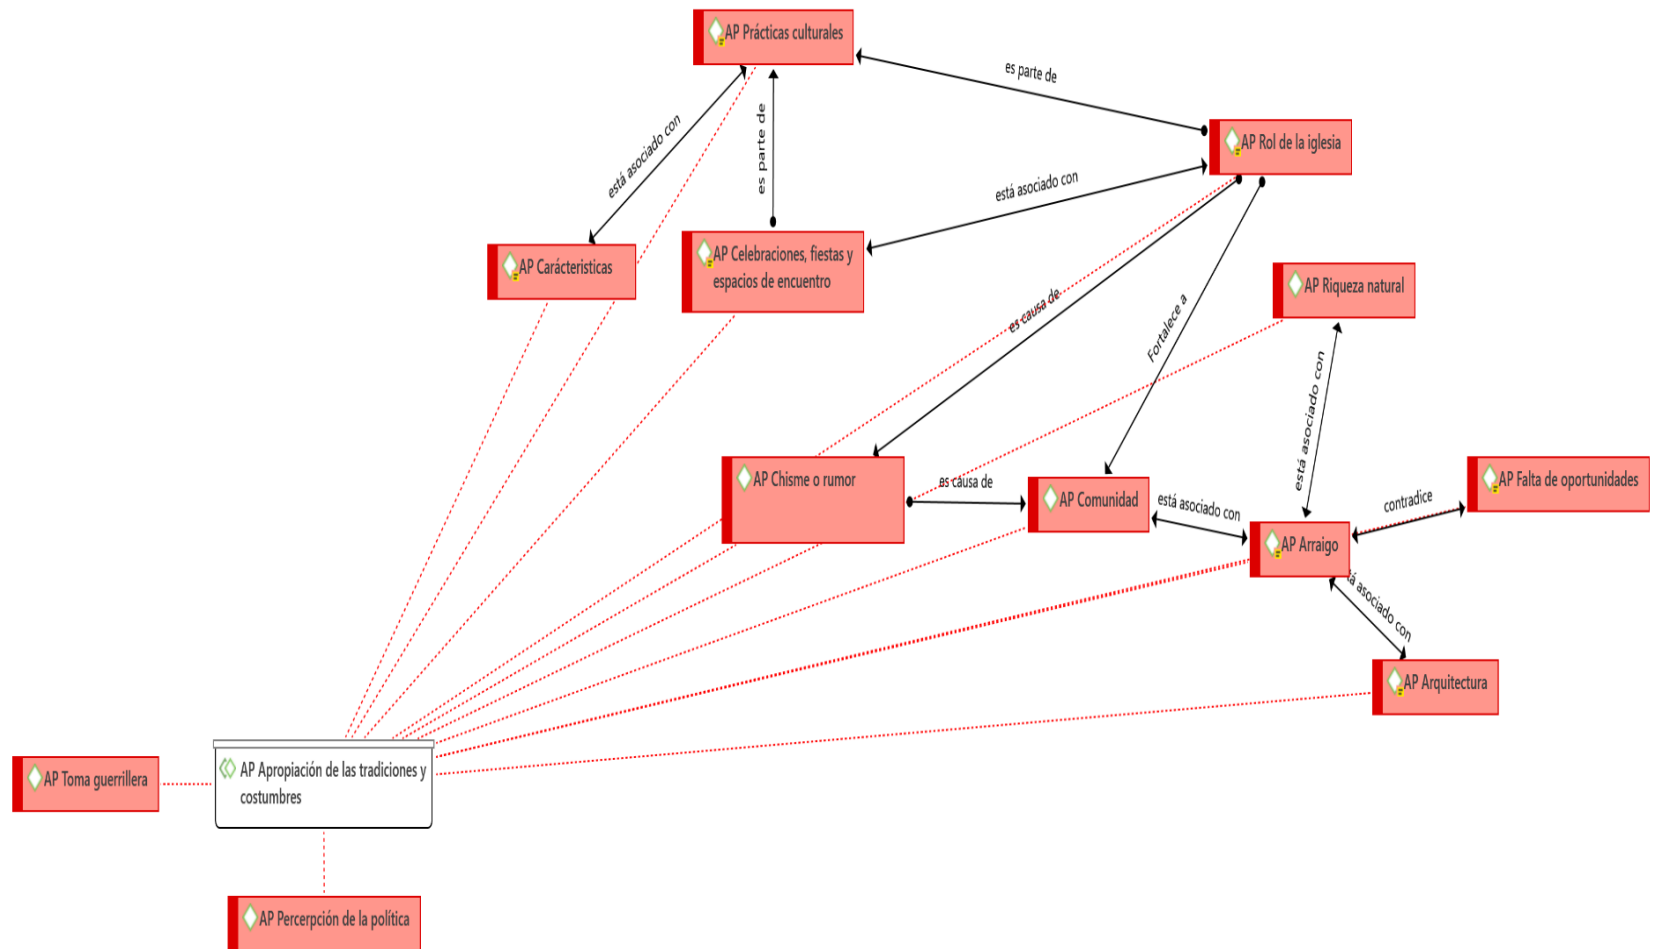 AP Prácticas culturales
es parte de
AP Rol de la iglesia
está asociado con
es parte de
está asociado con
AP Carácteristicas
AP Celebraciones, fiestas y
espacios de encuentro
AP Riqueza natural
es causa de
Fortalece a
está asociado con
AP Chisme o rumor
es causa de
AP Comunidad
está asociado con
AP Arraigo
contradice
AP Falta de oportunidades
tá asociado con
AP Arquitectura
AP Toma guerrillera
AP Apropiación de las tradiciones y
costumbres
AP Percerpción de la política